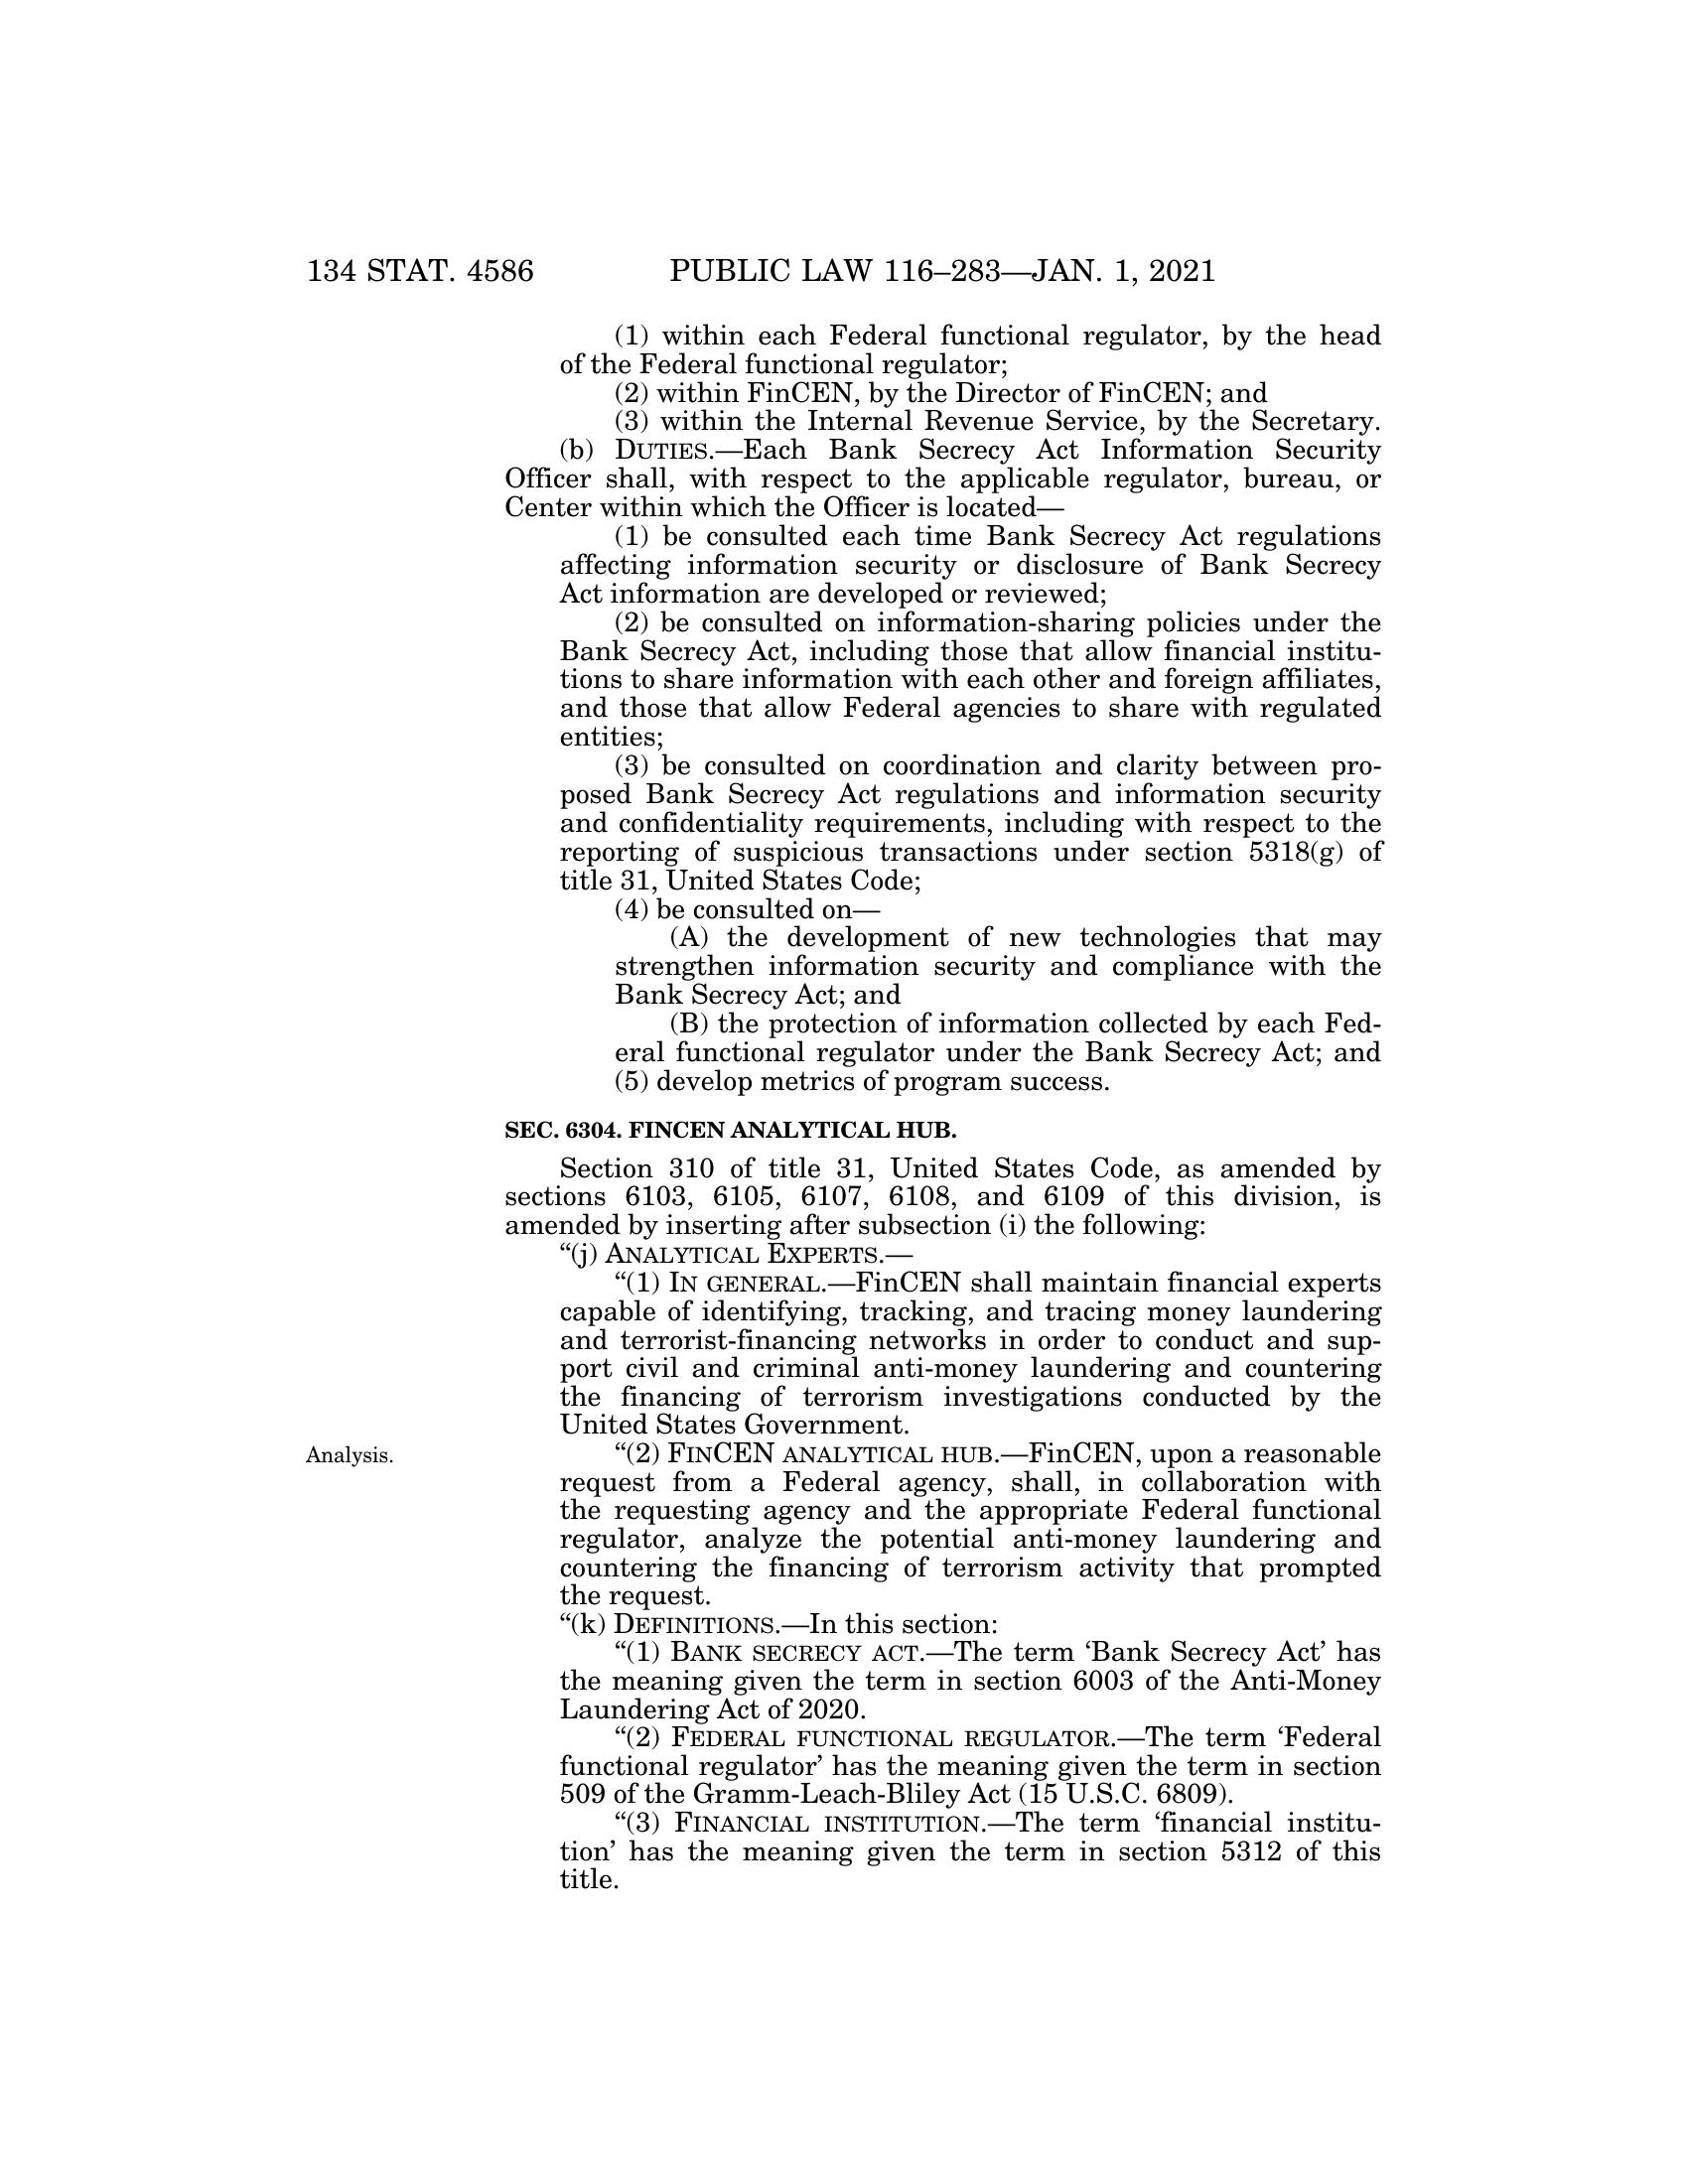 134 STAT. 4586 PUBLIC LAW 116–283—JAN. 1, 2021
(1) within each Federal functional regulator, by the head
of the Federal functional regulator;
(2) within FinCEN, by the Director of FinCEN; and
(3) within the Internal Revenue Service, by the Secretary.
(b) DUTIES.—Each Bank Secrecy Act Information Security
Officer shall, with respect to the applicable regulator, bureau, or
Center within which the Officer is located—
(1) be consulted each time Bank Secrecy Act regulations
affecting information security or disclosure of Bank Secrecy
Act information are developed or reviewed;
(2) be consulted on information-sharing policies under the
Bank Secrecy Act, including those that allow financial institu-
tions to share information with each other and foreign affiliates,
and those that allow Federal agencies to share with regulated
entities;
(3) be consulted on coordination and clarity between pro-
posed Bank Secrecy Act regulations and information security
and confidentiality requirements, including with respect to the
reporting of suspicious transactions under section 5318(g) of
title 31, United States Code;
(4) be consulted on—
(A) the development of new technologies that may
strengthen information security and compliance with the
Bank Secrecy Act; and
(B) the protection of information collected by each Fed-
eral functional regulator under the Bank Secrecy Act; and
(5) develop metrics of program success.
SEC. 6304. FINCEN ANALYTICAL HUB.
Section 310 of title 31, United States Code, as amended by
sections 6103, 6105, 6107, 6108, and 6109 of this division, is
amended by inserting after subsection (i) the following:
“(j) ANALYTICAL EXPERTS.—
“(1) IN GENERAL.—FinCEN shall maintain financial experts
capable of identifying, tracking, and tracing money laundering
and terrorist-financing networks in order to conduct and sup-
port civil and criminal anti-money laundering and countering
the financing of terrorism investigations conducted by the
United States Government.
Analysis.
“(2) FINCEN ANALYTICAL HUB.—FinCEN, upon a reasonable
request from a Federal agency, shall, in collaboration with
the requesting agency and the appropriate Federal functional
regulator, analyze the potential anti-money laundering and
countering the financing of terrorism activity that prompted
the request.
“(k) DEFINITIONS.—In this section:
“(1) BANK SECRECY ACT.—The term ‘Bank Secrecy Act’ has
the meaning given the term in section 6003 of the Anti-Money
Laundering Act of 2020.
“(2) FEDERAL FUNCTIONAL REGULATOR.—The term ‘Federal
functional regulator’ has the meaning given the term in section
509 of the Gramm-Leach-Bliley Act (15 U.S.C. 6809).
“(3) FINANCIAL INSTITUTION.—The term ‘financial institu-
tion’ has the meaning given the term in section 5312 of this
title.